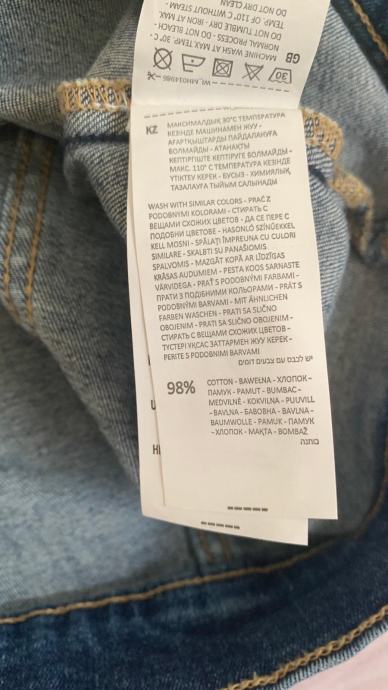 WL-MH014986
GB MACHINE WASH MAX TEMP. 30° C -
NORMAL PROCESS - DO NOT BLEACH -
DO NOT TUMBLE DRY - IRON AT MAX
TEMP. OF 110° C WITHOUT STEAM
DO NOT DRY CLEAN
30
KZ МАКСИМАЛДЫҚ 30°C ТЕМПЕРАТУРА
КЕЗІНДЕ МАШИНАМЕН ЖУУ -
АҒАРТҚЫШТАРДЫ ПАЙДАЛАНУҒА
БОЛМАЙДЫ - АТАНАҚТЫ
КЕПТІРГІШТЕ КЕПТІРУГЕ БОЛМАЙДЫ -
МАКС. 110° C ТЕМПЕРАТУРА КЕЗІНДЕ
ҮТІКТЕУ КЕРЕК - БУСЫЗ - ХИМИЯЛЫҚ
ТАЗАЛАУҒА ТЫЙЫМ САЛЫНАДЫ
WASH WITH SIMILAR COLORS - PRAĆ Z
PODOBNYMI KOLORAMI - СТИРАТЬ С
ВЕЩАМИ СХОЖИХ ЦВЕТОВ - ДА СЕ ПЕРЕ С
ПОДОБНИ ЦВЕТОВЕ - HASONLÓ SZÍNŰEKKEL
KELL MOSNI - SPĂLAȚI ÎMPREUNA CU CULORI
SIMILARE - SKALBTI SU PANAŠIOMIS
SPALVOMIS - MAZGĀT KOPĀ AR LĪDZĪGAS
KRĀSAS AUDUMIEM - PESTA KOOS SARNASTE
VÄRVIDEGA - PRAŤ S PODOBNÝMI FARBAMI -
ПРАТИ З ПОДІБНИМИ КОЛЬОРАМИ - PRÁT S
PODOBNÝMI BARVAMI - MIT ÄHNLICHEN
FARBEN WASCHEN - PRATI SA SLIČNO
OBOJENIM - PRATI SA SLIČNO OBOJENIM -
СТИРАТЬ С ВЕЩАМИ СХОЖИХ ЦВЕТОВ -
ТҮСТЕРІ ҰҚСАС ЗАТТАРМЕН ЖУУ КЕРЕК -
PERITE S PODOBNIMI BARVAMI
יש לכבס עם צבעים דומים
98% COTTON - BAWEŁNA - ХЛОПОК -
ПАМУК - PAMUT - BUMBAC -
MEDVILNĖ - KOKVILNA - PUUVILL
- BAVLNA - БАВОВНА - BAVLNA -
BAUMWOLLE - PAMUK - ПАМУК
- ХЛОПОК - МАҚТА - BOMBAŽ
כותנה